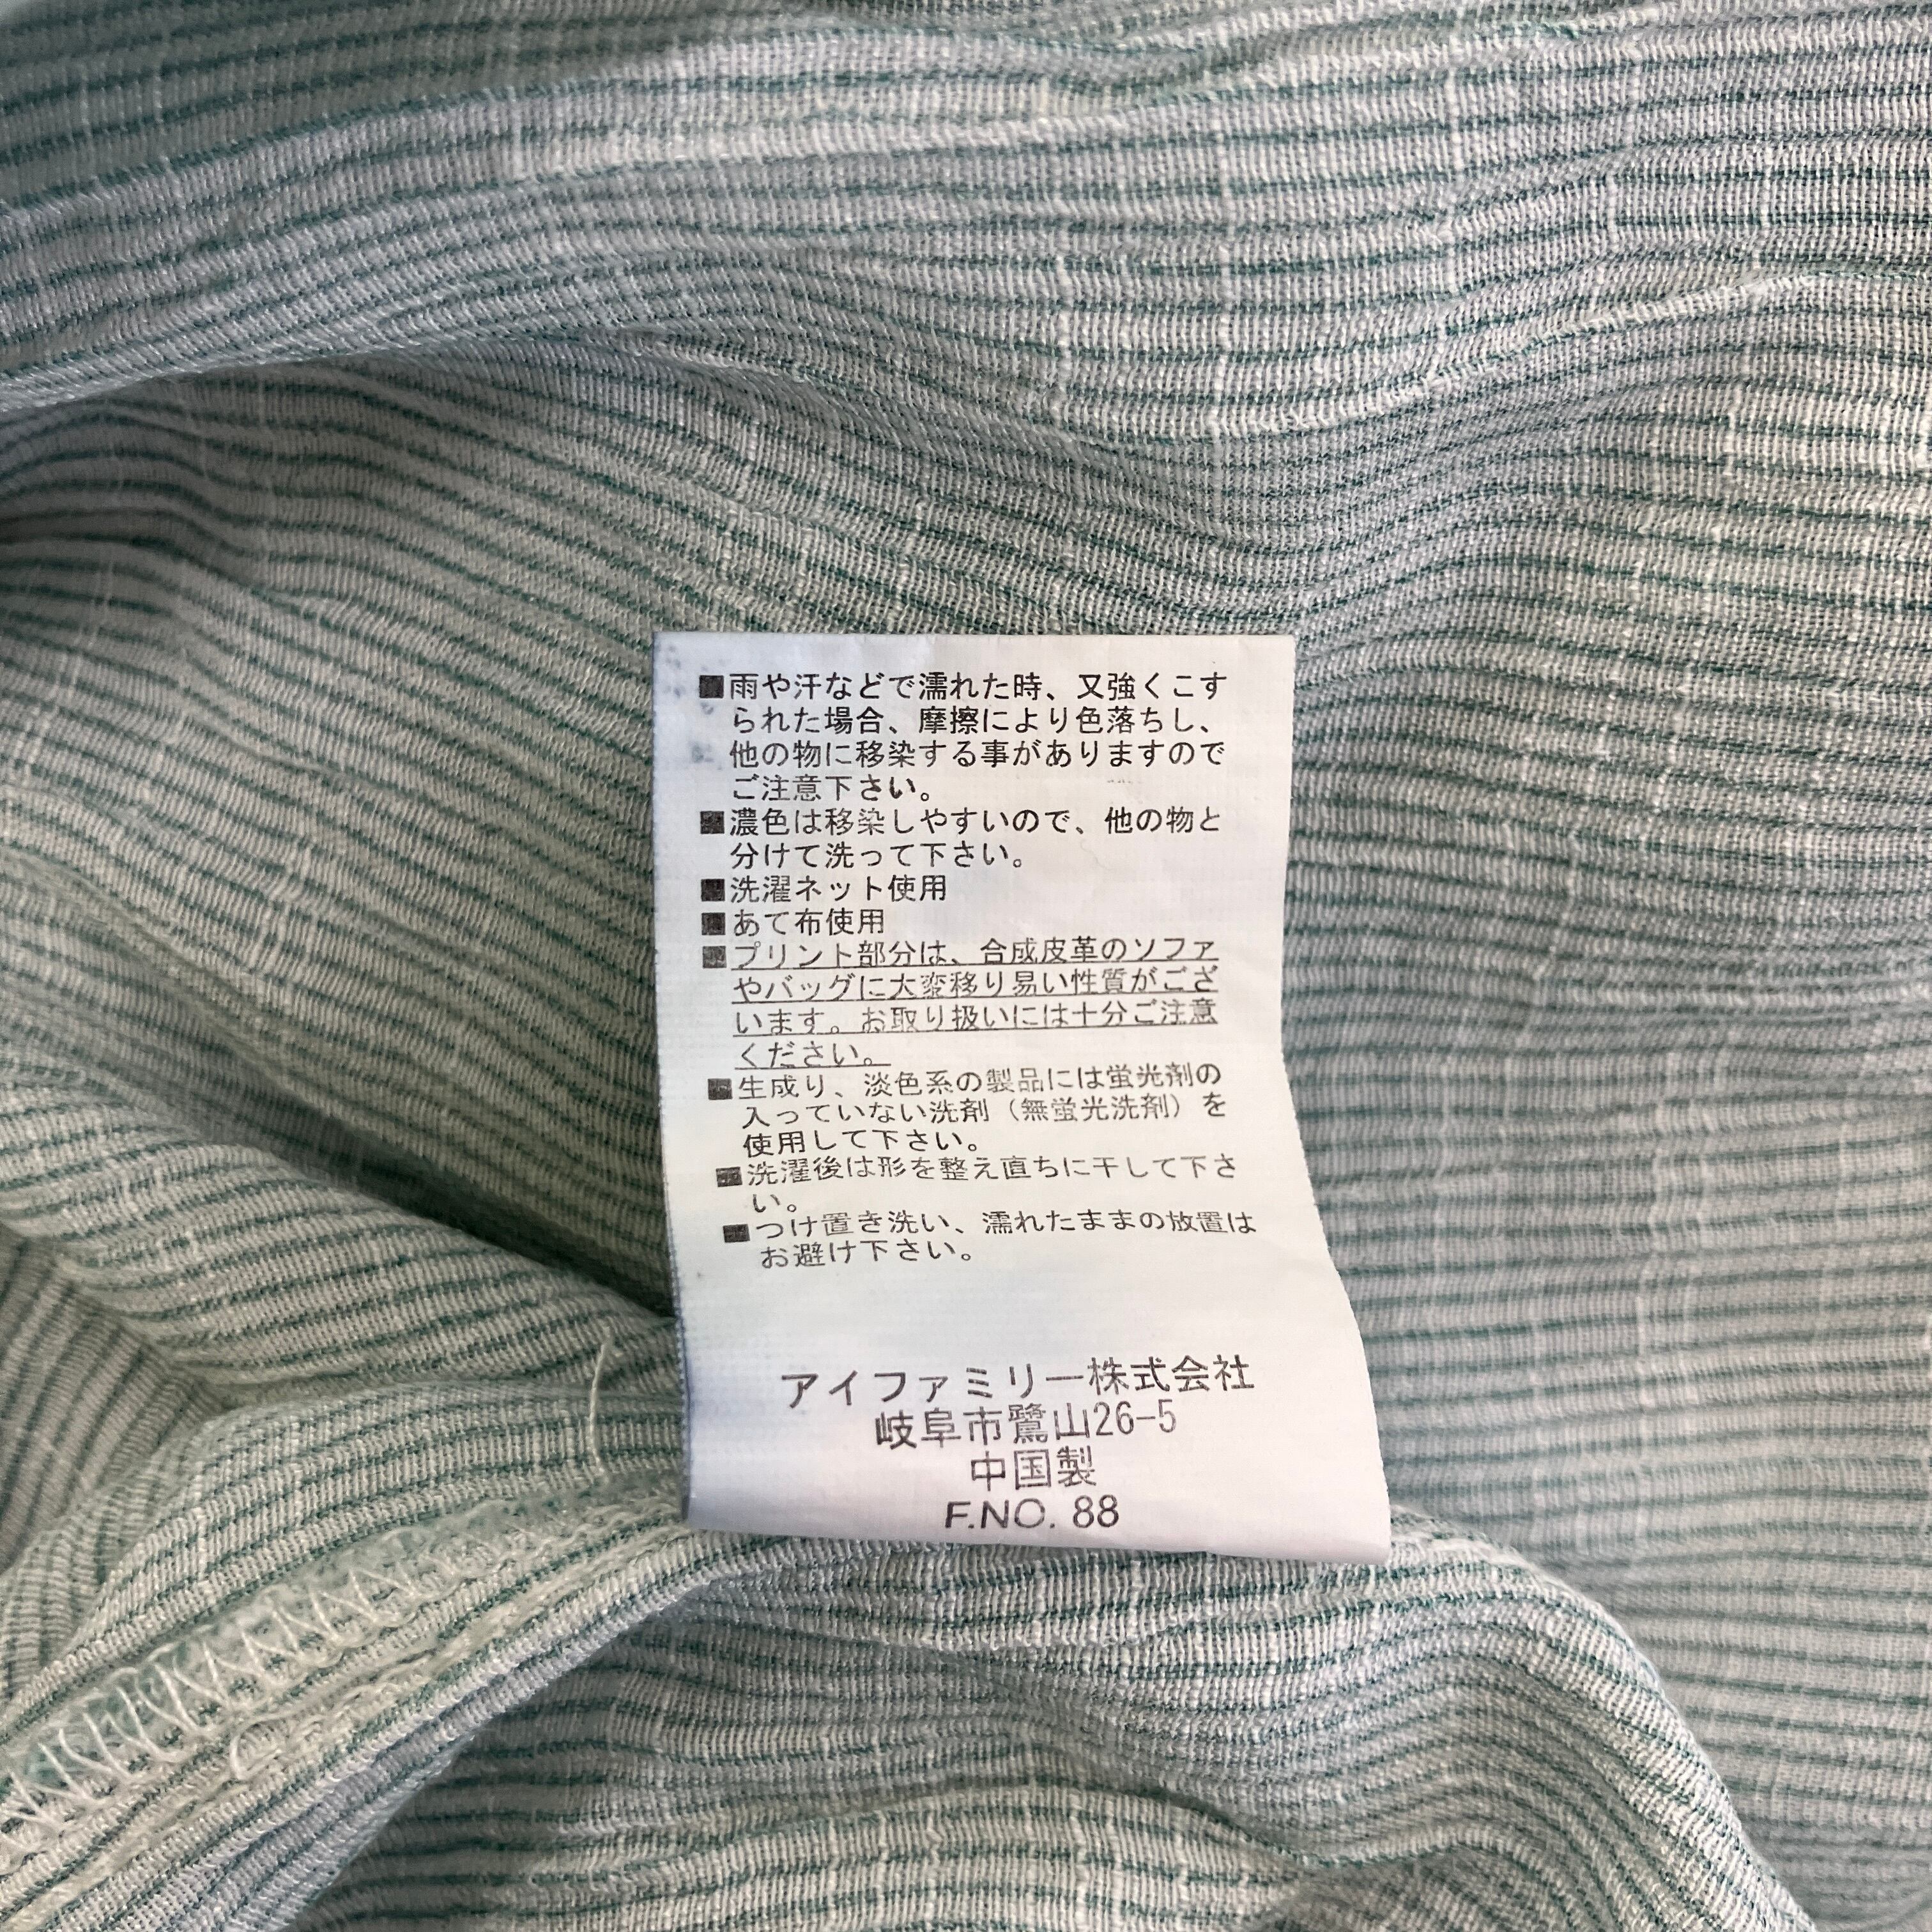 ■雨や汗などで濡れた時、又強くこす
られた場合、摩擦により色落ちし、
他の物に移染する事がありますので
ご注意下さい。
■濃色は移染しやすいので、他の物と
分けて洗って下さい。
■洗濯ネット使用
■あて布使用
■プリント部分は、合成皮革のソファ
やバッグに大変移り易い性質がござ
います。お取り扱いには十分ご注意
ください。
■生成り、淡色系の製品には蛍光剤の
入っていない洗剤（無蛍光洗剤）を
使用して下さい。
■洗濯後は形を整え直ちに干して下さ
い。
■つけ置き洗い、濡れたままの放置は
お避け下さい。
アイファミリー株式会社
岐阜市鷺山26-5
中国製
F.NO. 88